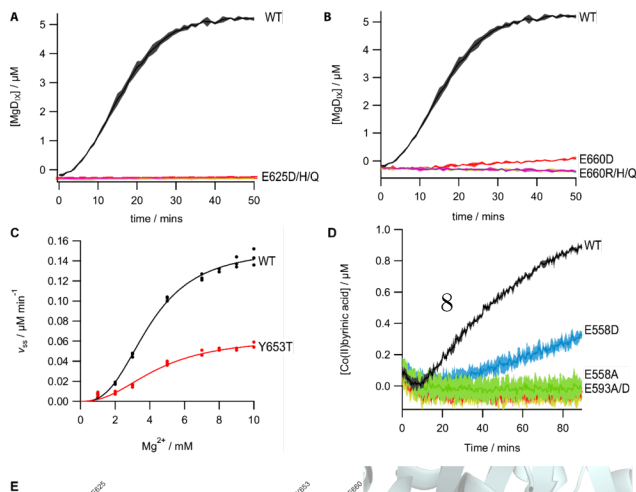 A
WT
[MgD_IX] / µM
5
4
3
2
1
0
E625D/H/Q
0 10 20 30 40 50
time / mins
B
WT
[MgD_IX] / µM
5
4
3
2
1
0
E660D
E660R/H/Q
0 10 20 30 40 50
time / mins
C
v_ss / µM min⁻¹
0.16
0.14
0.12
0.10
0.08
0.06
0.04
0.02
0.00
WT
Y653T
0 2 4 6 8 10
Mg²⁺ / mM
D
[Co(II)byrinic acid] / µM
1.0
0.8
0.6
0.4
0.2
0.0
WT
8
E558D
E558A
E593A/D
0 20 40 60 80
Time / mins
E